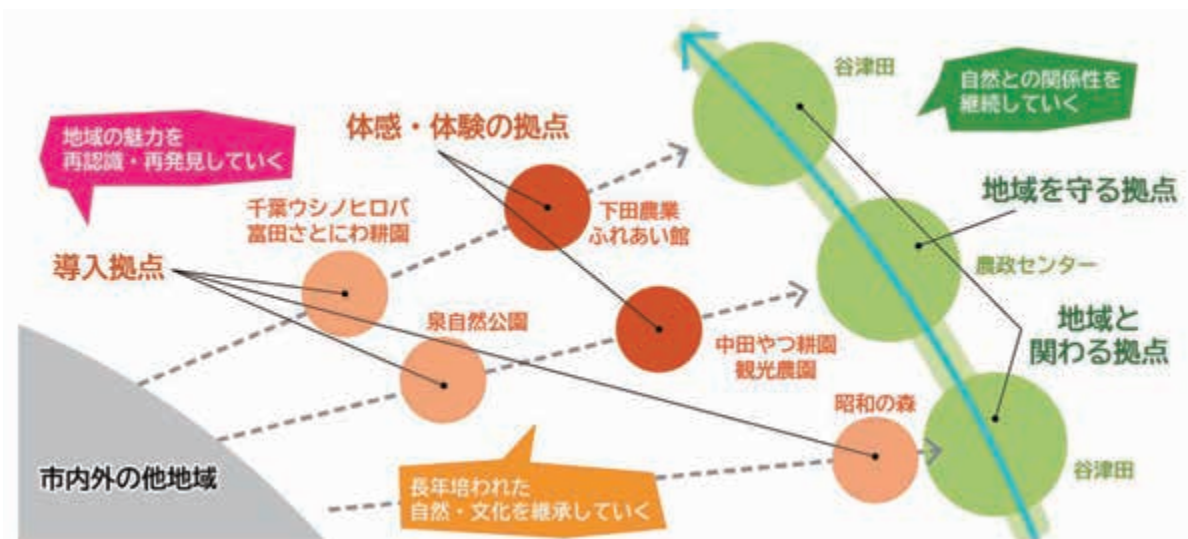 谷津田
自然との関係性を
継続していく
地域の魅力を
再認識・再発見していく
体感・体験の拠点
地域を守る拠点
千葉ウシノヒロバ
富田さとにわ耕園
下田農業
ふれあい館
導入拠点
農政センター
泉自然公園
中田やつ耕園
観光農園
地域と
関わる拠点
昭和の森
市内外の他地域
長年培われた
自然・文化を継承していく
谷津田